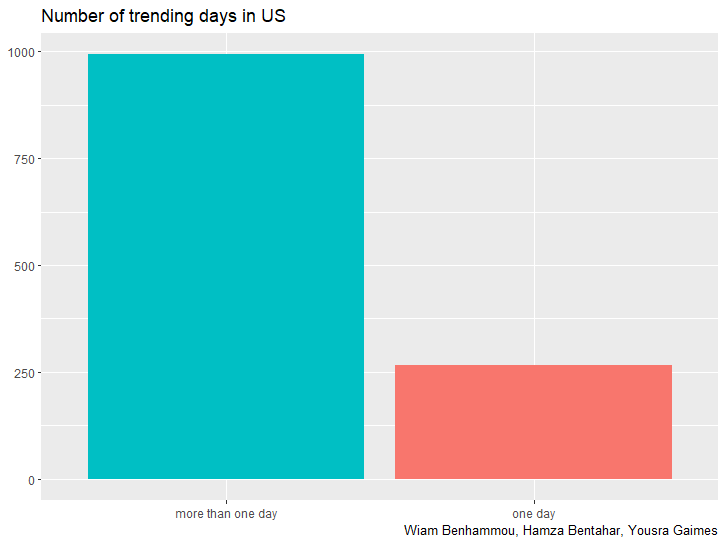 Number of trending days in US
1000
750
500
250
0
more than one day
one day
Wiam Benhammou, Hamza Bentahar, Yousra Gaimes